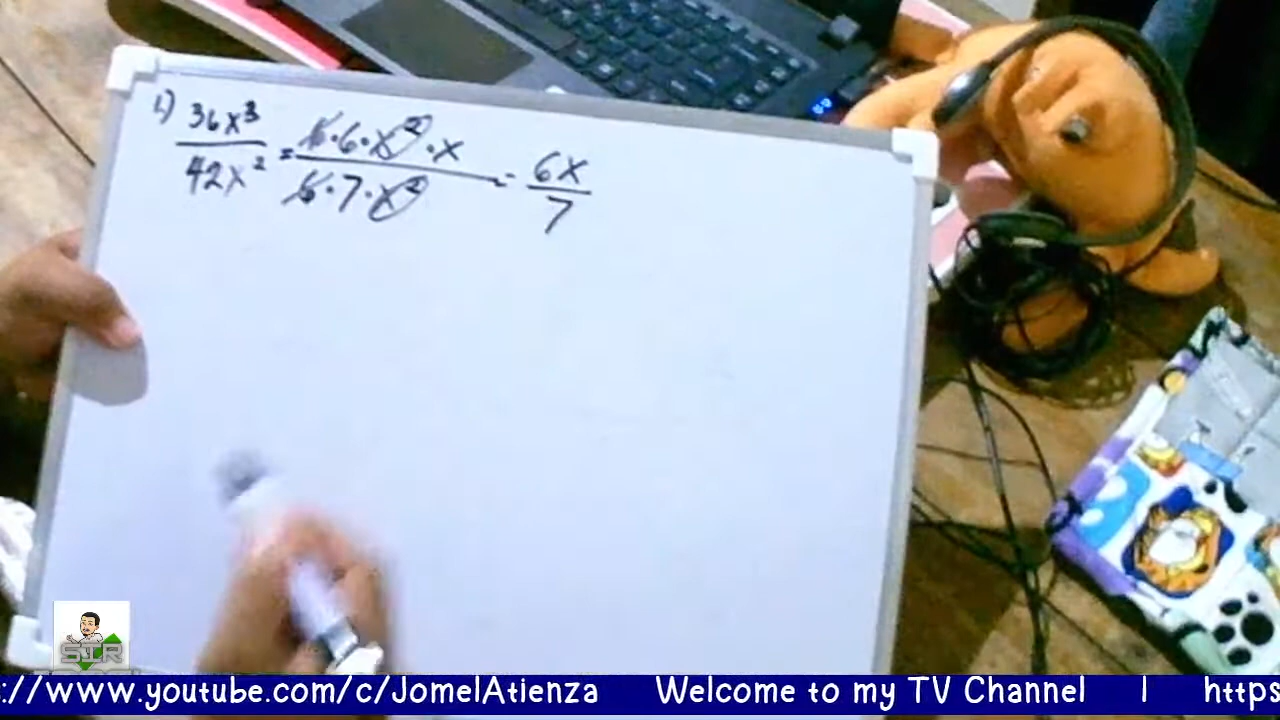 1.) 36x³/42x² = 6·6·x²·x/6·7·x² = 6x/7
SIR
://www.youtube.com/c/JomelAtienza Welcome to my TV Channel | https